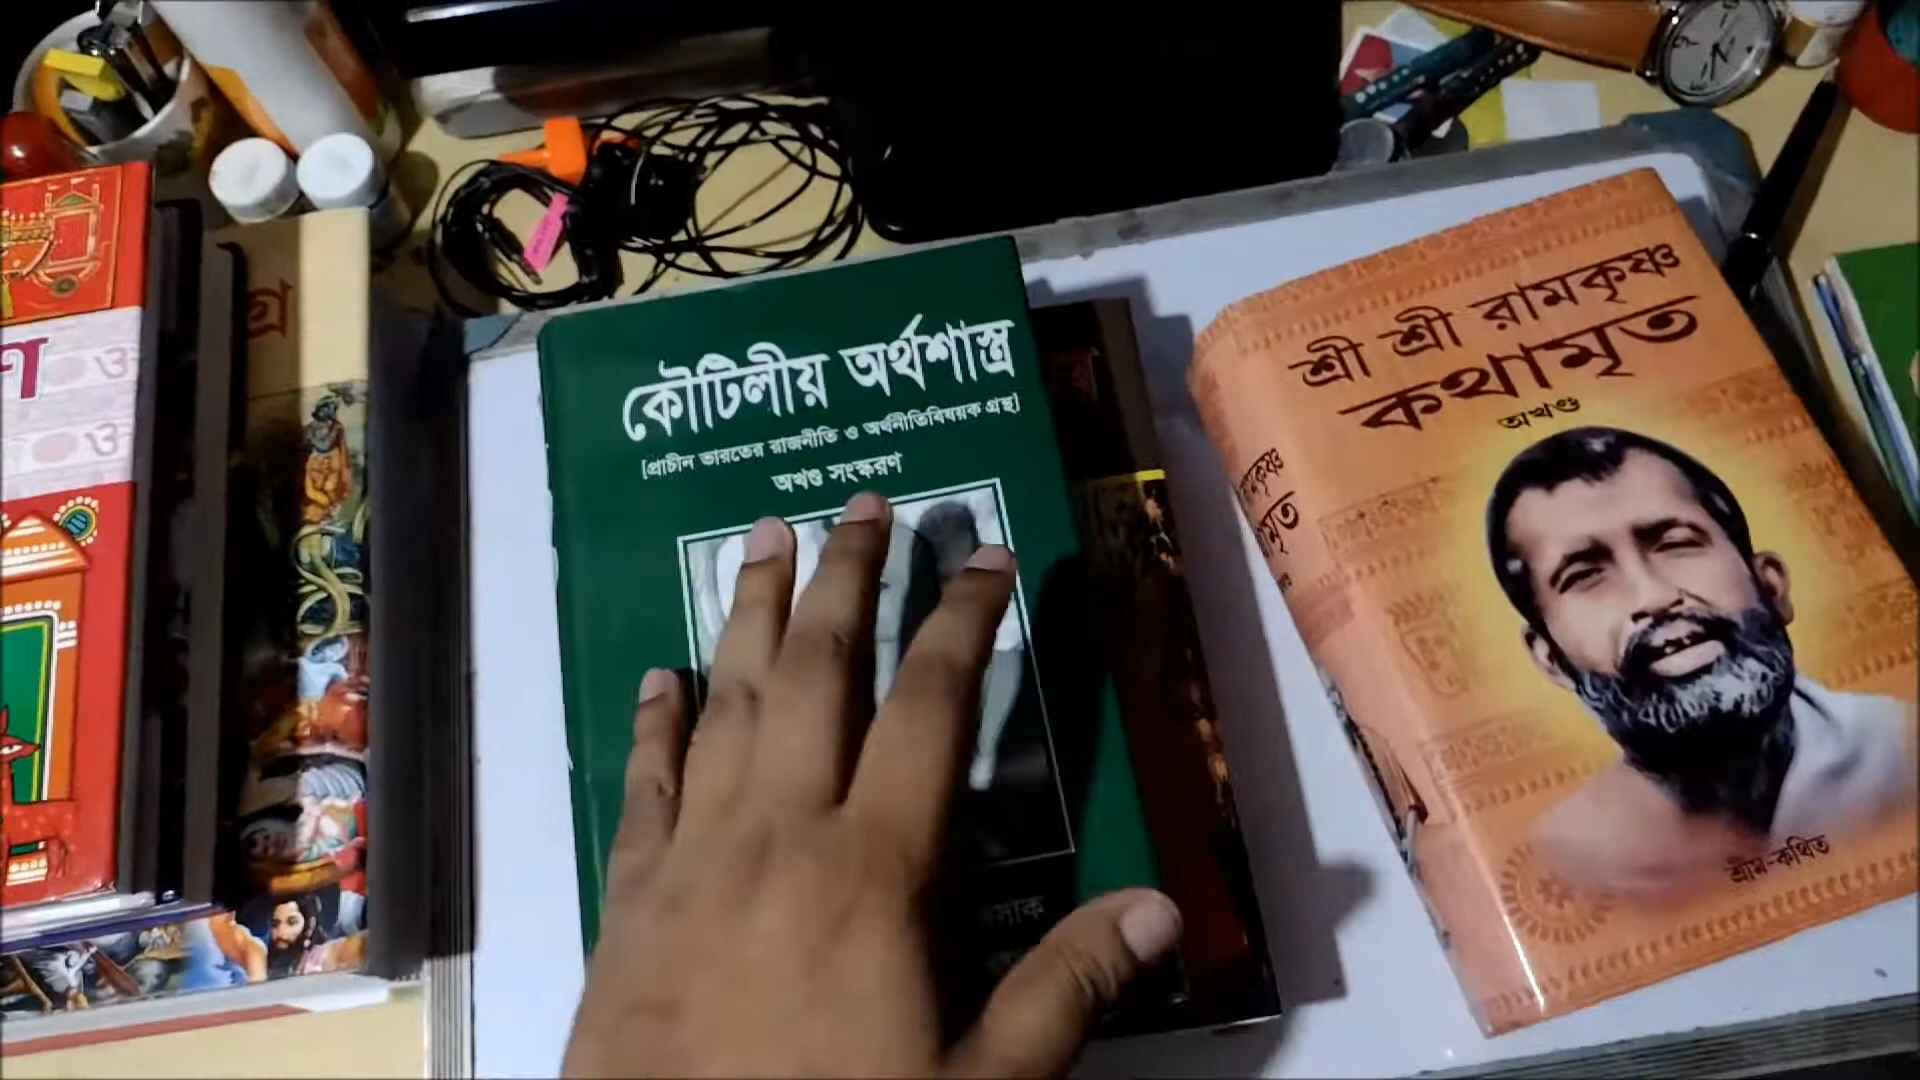 কৌটিলীয় অর্থশাস্ত্র
[প্রাচীন ভারতের রাজনীতি ও অর্থনীতিবিষয়ক গ্রন্থ]
অখণ্ড সংস্করণ
শ্রী শ্রী রামকৃষ্ণ
কথামৃত
অখণ্ড
শ্রীম-কথিত